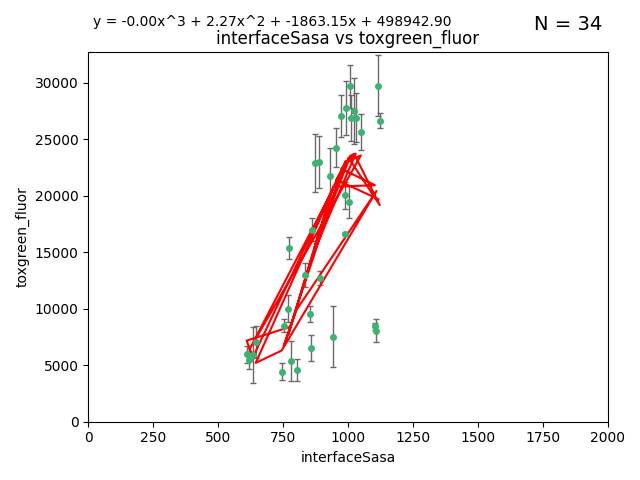 y = -0.00x^3 + 2.27x^2 + -1863.15x + 498942.90
N = 34
interfaceSasa vs toxgreen_fluor
30000
25000
20000
15000
10000
5000
0
toxgreen_fluor
0 250 500 750 1000 1250 1500 1750 2000
interfaceSasa